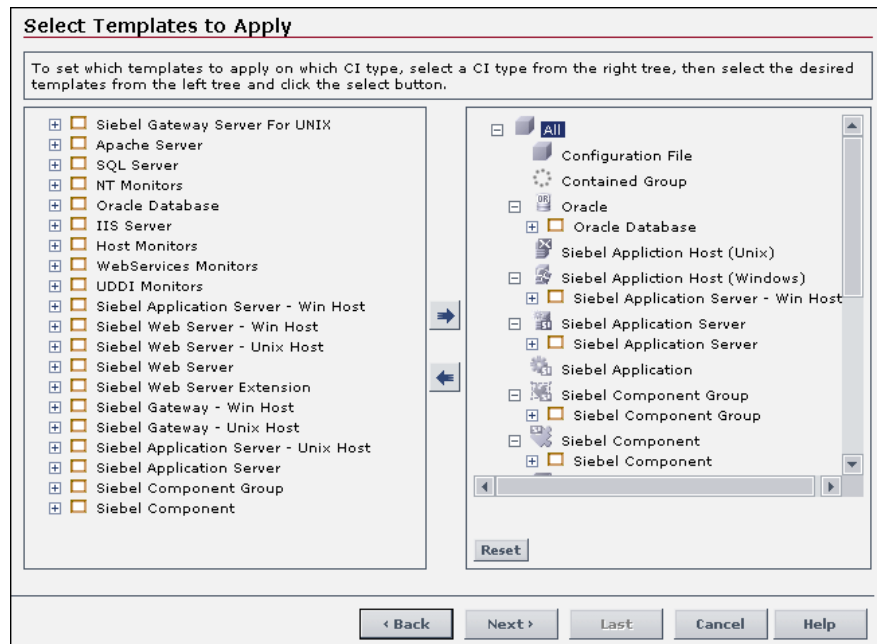 Select Templates to Apply
To set which templates to apply on which CI type, select a CI type from the right tree, then select the desired
templates from the left tree and click the select button.
Siebel Gateway Server For UNIX
Apache Server
SQL Server
NT Monitors
Oracle Database
IIS Server
Host Monitors
WebServices Monitors
UDDI Monitors
Siebel Application Server - Win Host
Siebel Web Server - Win Host
Siebel Web Server - Unix Host
Siebel Web Server
Siebel Web Server Extension
Siebel Gateway - Win Host
Siebel Gateway - Unix Host
Siebel Application Server - Unix Host
Siebel Application Server
Siebel Component Group
Siebel Component
All
Configuration File
Contained Group
Oracle
Oracle Database
Siebel Appliction Host (Unix)
Siebel Appliction Host (Windows)
Siebel Application Server - Win Host
Siebel Application Server
Siebel Application Server
Siebel Application
Siebel Component Group
Siebel Component Group
Siebel Component
Siebel Component
Reset
‹ Back
Next ›
Last
Cancel
Help